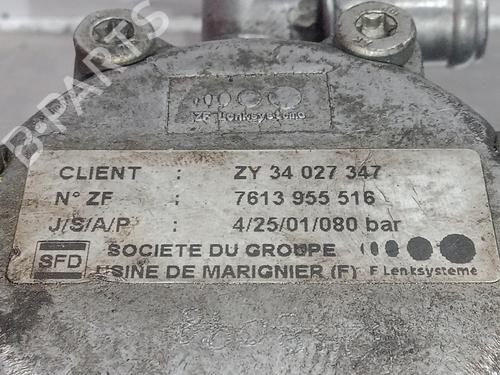 B-PARTS
ZF Lenksysteme
CLIENT : ZY 34 027 347
N° ZF : 7613 955 516
J/S/A/P : 4/25/01/080 bar
SFD SOCIETE DU GROUPE
USINE DE MARIGNIER (F) F Lenksysteme